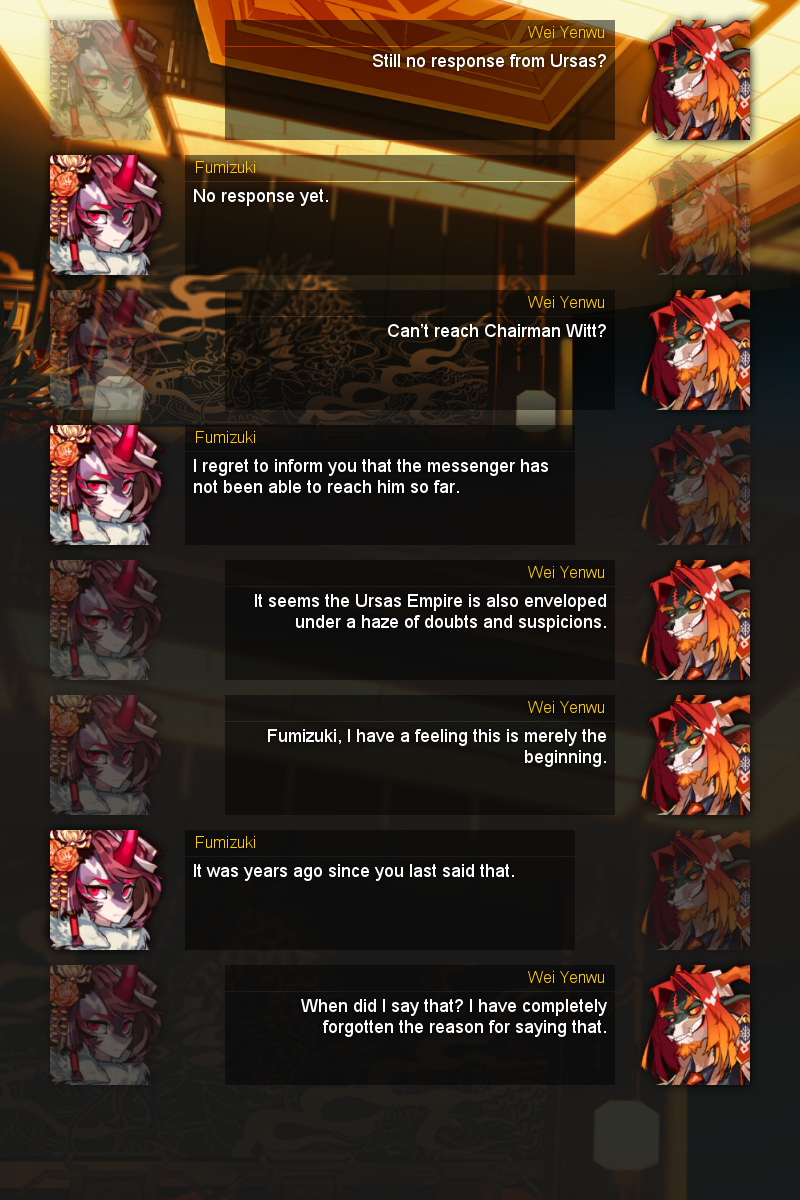 Wei Yenwu
Still no response from Ursas?
Fumizuki
No response yet.
Wei Yenwu
Can't reach Chairman Witt?
Fumizuki
I regret to inform you that the messenger has
not been able to reach him so far.
Wei Yenwu
It seems the Ursas Empire is also enveloped
under a haze of doubts and suspicions.
Wei Yenwu
Fumizuki, I have a feeling this is merely the
beginning.
Fumizuki
It was years ago since you last said that.
Wei Yenwu
When did I say that? I have completely
forgotten the reason for saying that.